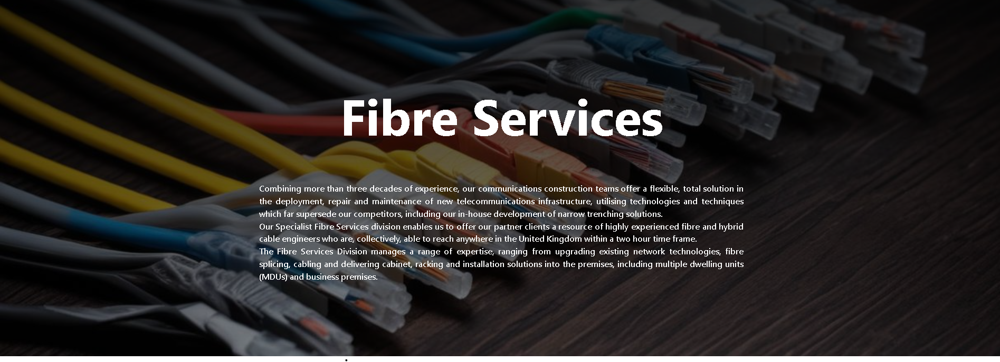 Fibre Services
Combining more than three decades of experience, our communications construction teams offer a flexible, total solution in
the deployment, repair and maintenance of new telecommunications infrastructure, utilising technologies and techniques
which far supersede our competitors, including our in-house development of narrow trenching solutions.
Our Specialist Fibre Services division enables us to offer our partner clients a resource of highly experienced fibre and hybrid
cable engineers who are, collectively, able to reach anywhere in the United Kingdom within a two hour time frame.
The Fibre Services Division manages a range of expertise, ranging from upgrading existing network technologies, fibre
splicing, cabling and delivering cabinet, racking and installation solutions into the premises, including multiple dwelling units
(MDUs) and business premises.